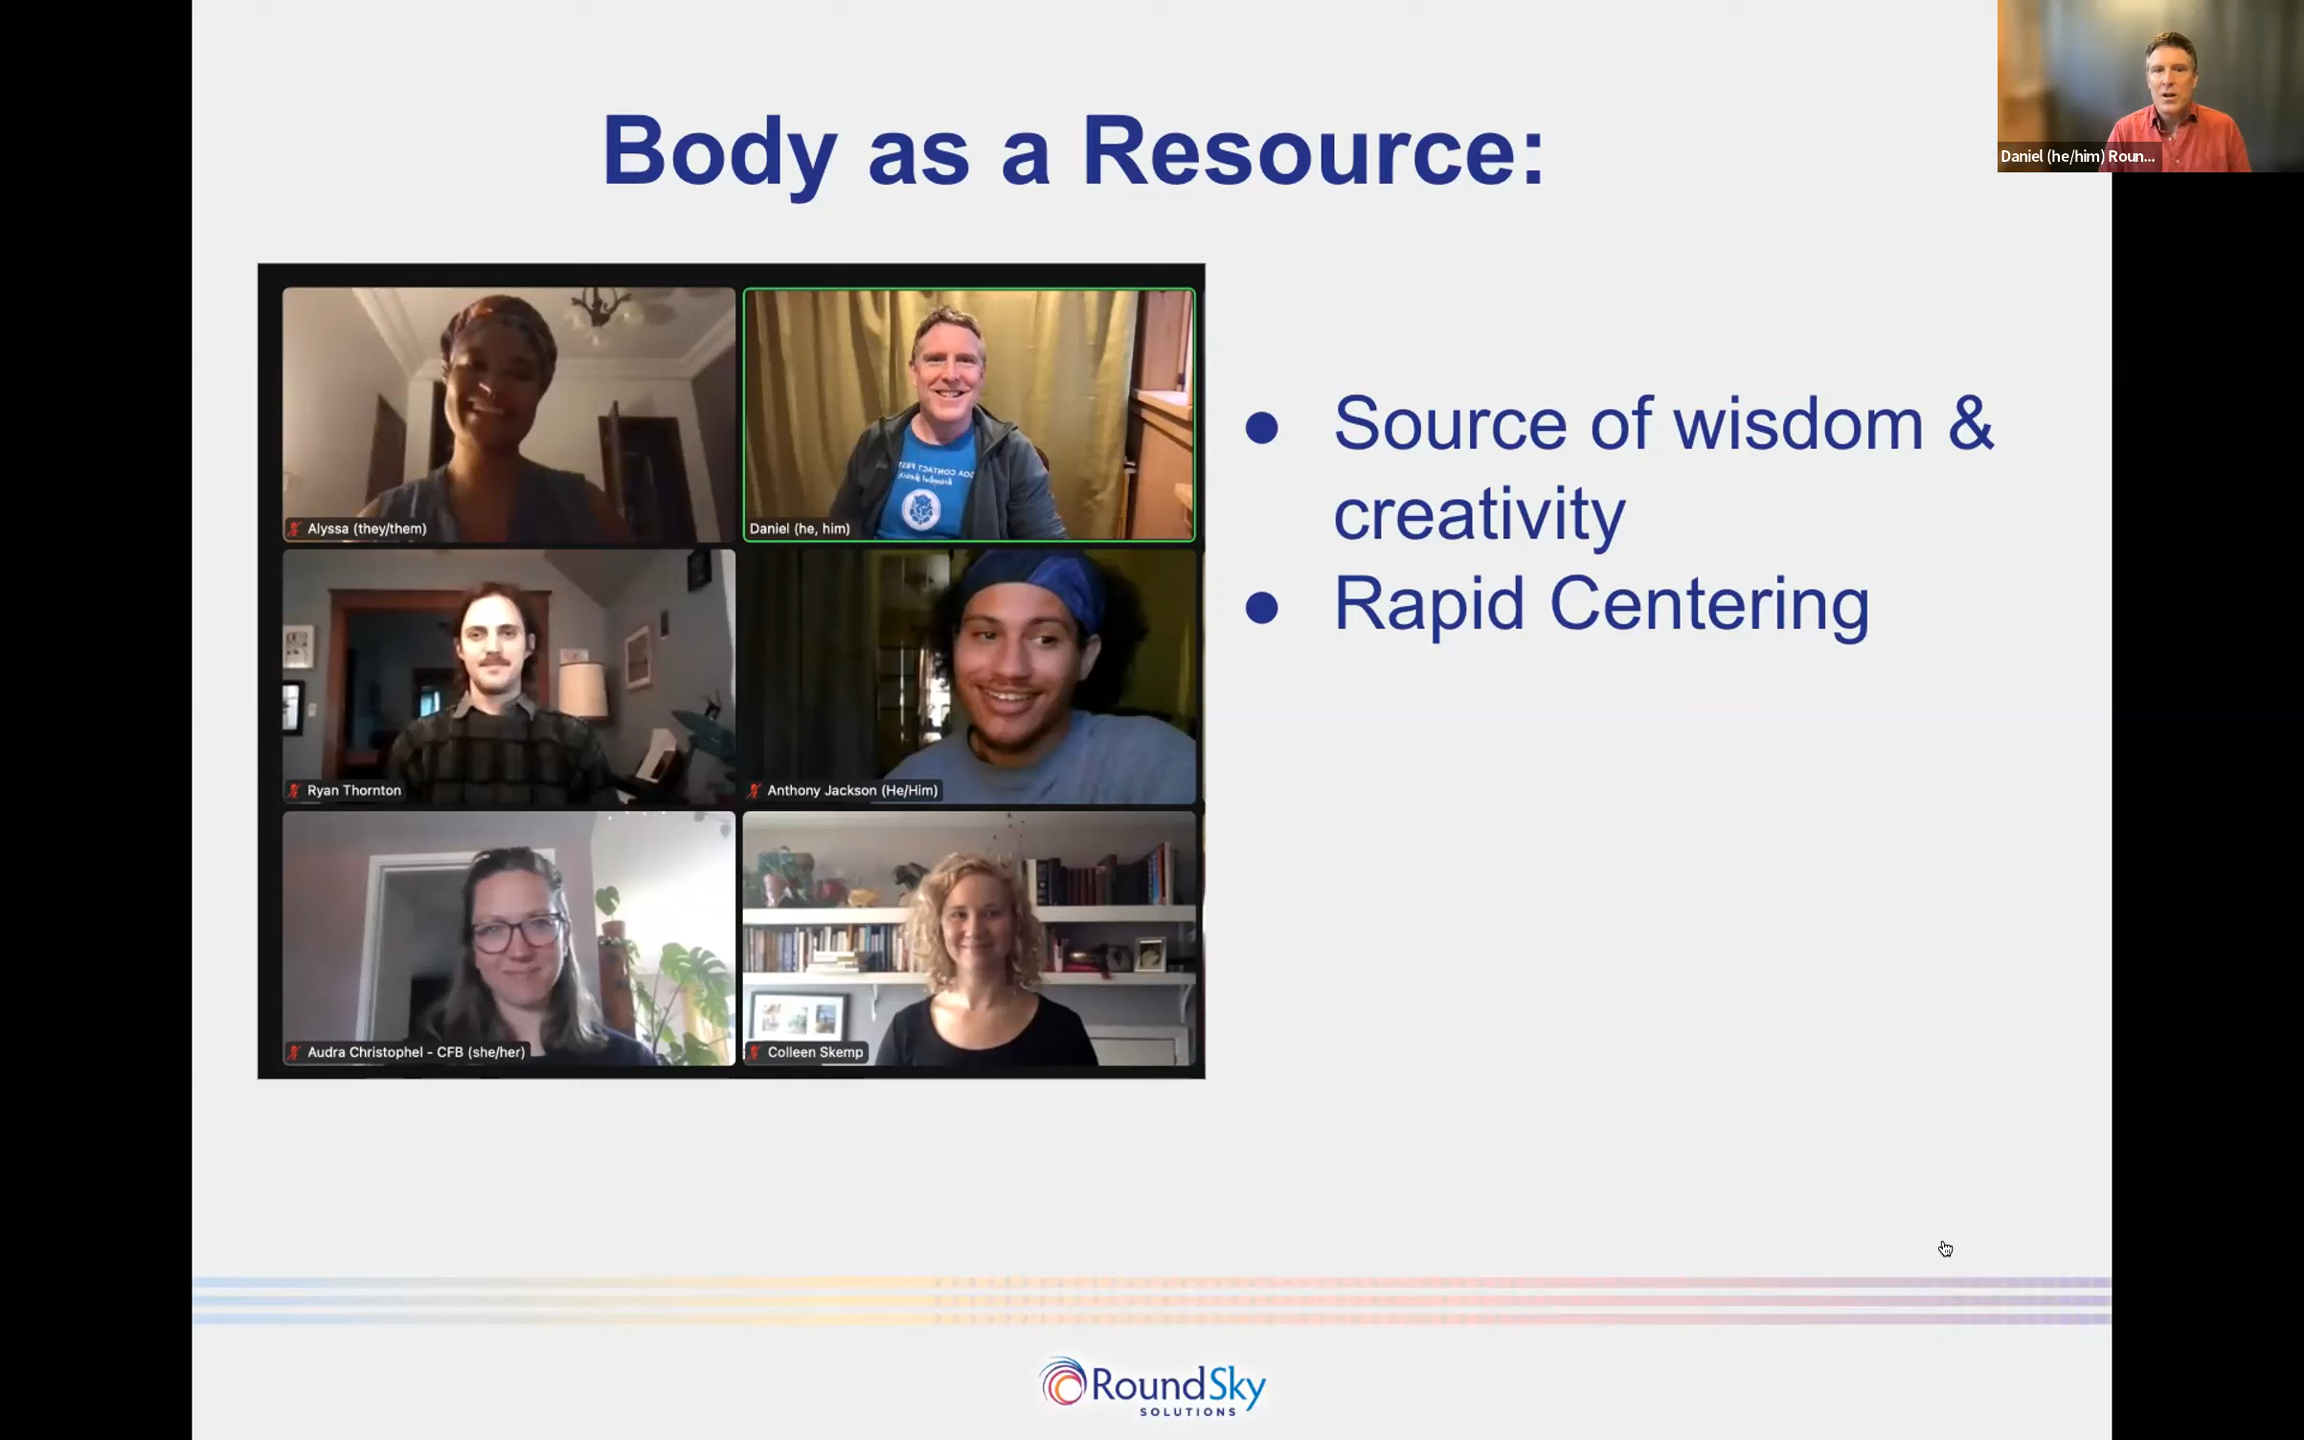 Body as a Resource:
Daniel (he/him) Roun...
Alyssa (they/them)
Daniel (he, him)
Ryan Thornton
Anthony Jackson (He/Him)
Audra Christophel - CFB (she/her)
Colleen Skemp
● Source of wisdom &
creativity
● Rapid Centering
RoundSky
SOLUTIONS